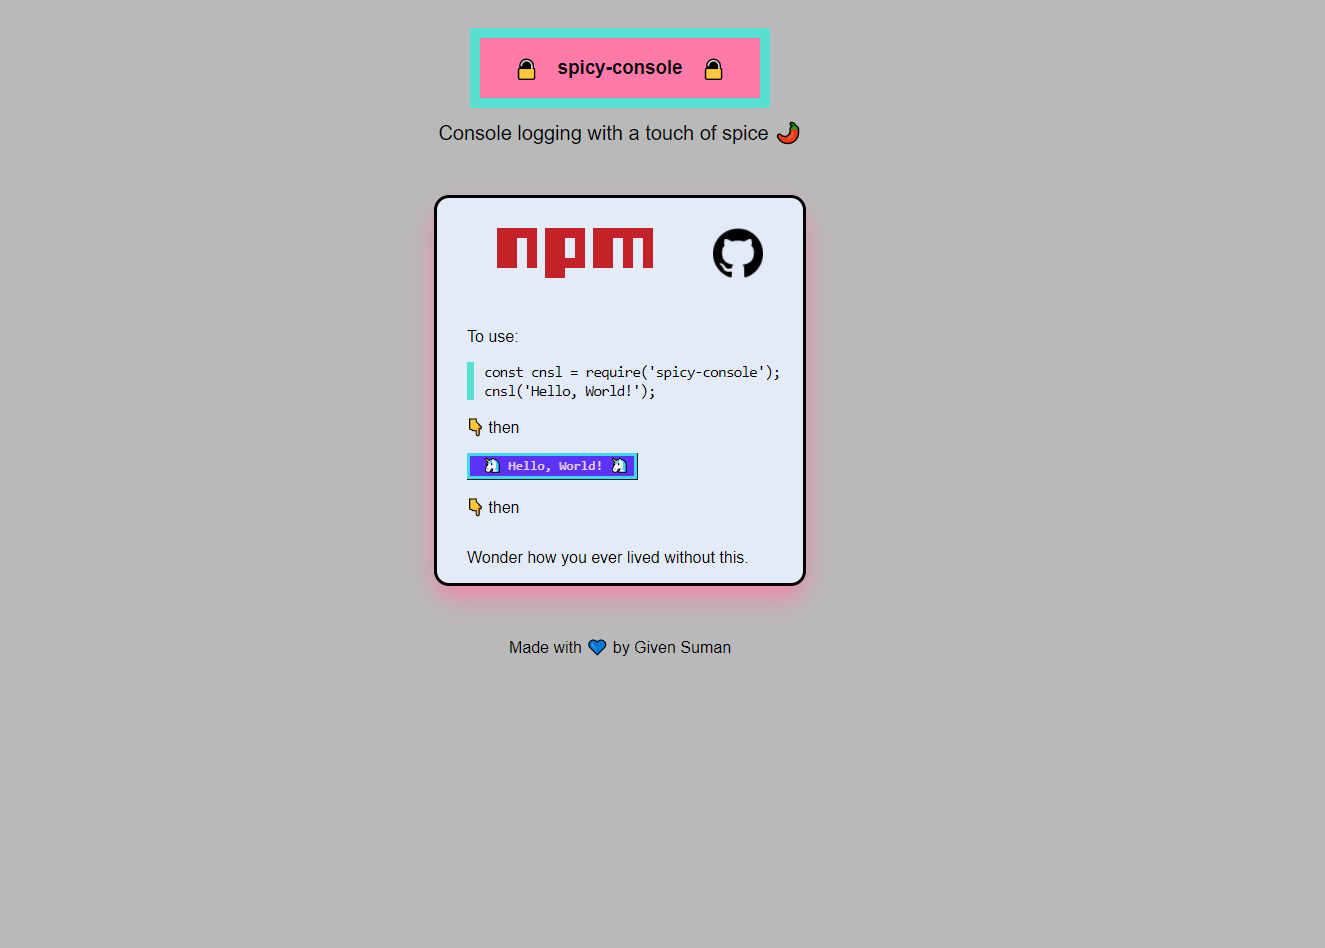 🔒 spicy-console 🔒
Console logging with a touch of spice 🌶️
npm
To use:
const cnsl = require('spicy-console');
cnsl('Hello, World!');
👇 then
🦄 Hello, World! 🦄
👇 then
Wonder how you ever lived without this.
Made with 💙 by Given Suman